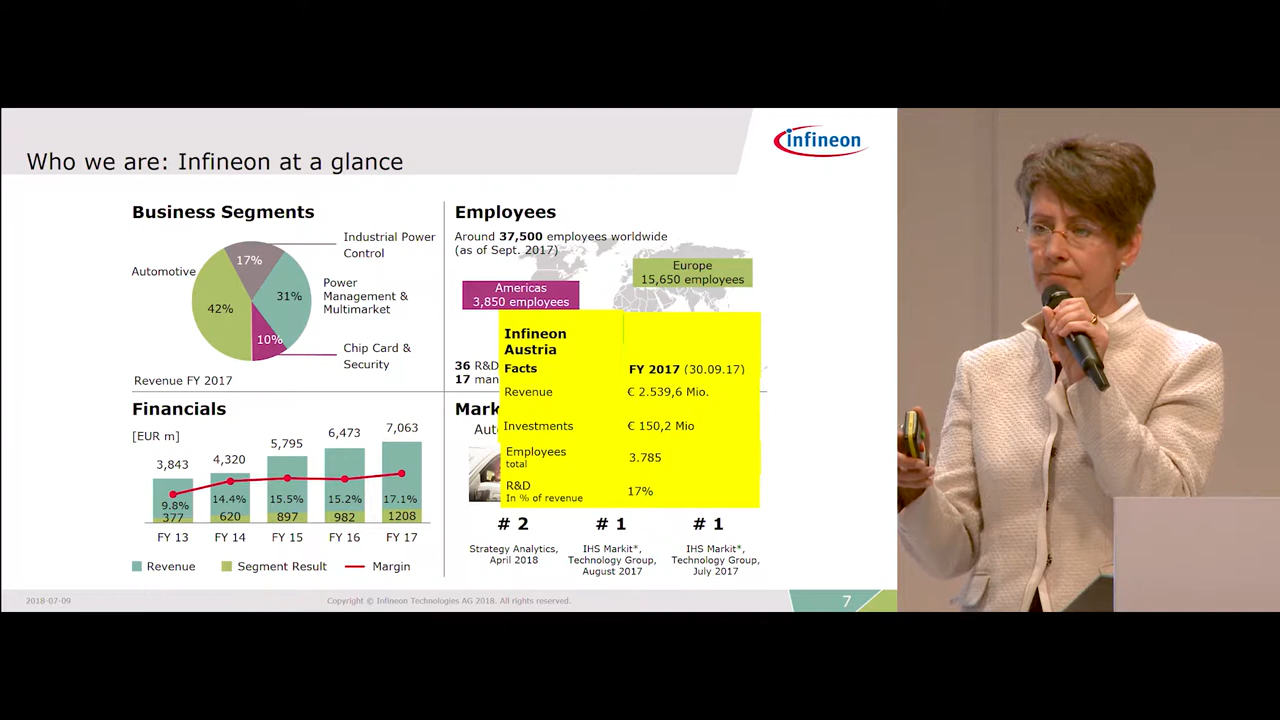 infineon
Who we are: Infineon at a glance
Business Segments
Automotive
17%
31%
42%
10%
Industrial Power
Control
Power
Management &
Multimarket
Chip Card &
Security
Revenue FY 2017
Employees
Around 37,500 employees worldwide
(as of Sept. 2017)
Europe
15,650 employees
Americas
3,850 employees
36 R&D
17 man
Infineon
Austria
Facts FY 2017 (30.09.17)
Revenue € 2.539,6 Mio.
Investments € 150,2 Mio
Employees
total
3.785
R&D
In % of revenue
17%
Financials
[EUR m]
3,843
4,320
5,795
6,473
7,063
9.8%
14.4%
15.5%
15.2%
17.1%
377
620
897
982
1208
FY 13
FY 14
FY 15
FY 16
FY 17
Revenue
Segment Result
Margin
Mark
Aut
# 2
# 1
# 1
Strategy Analytics,
April 2018
IHS Markit*,
Technology Group,
August 2017
IHS Markit*,
Technology Group,
July 2017
2018-07-09
Copyright © Infineon Technologies AG 2018. All rights reserved.
7